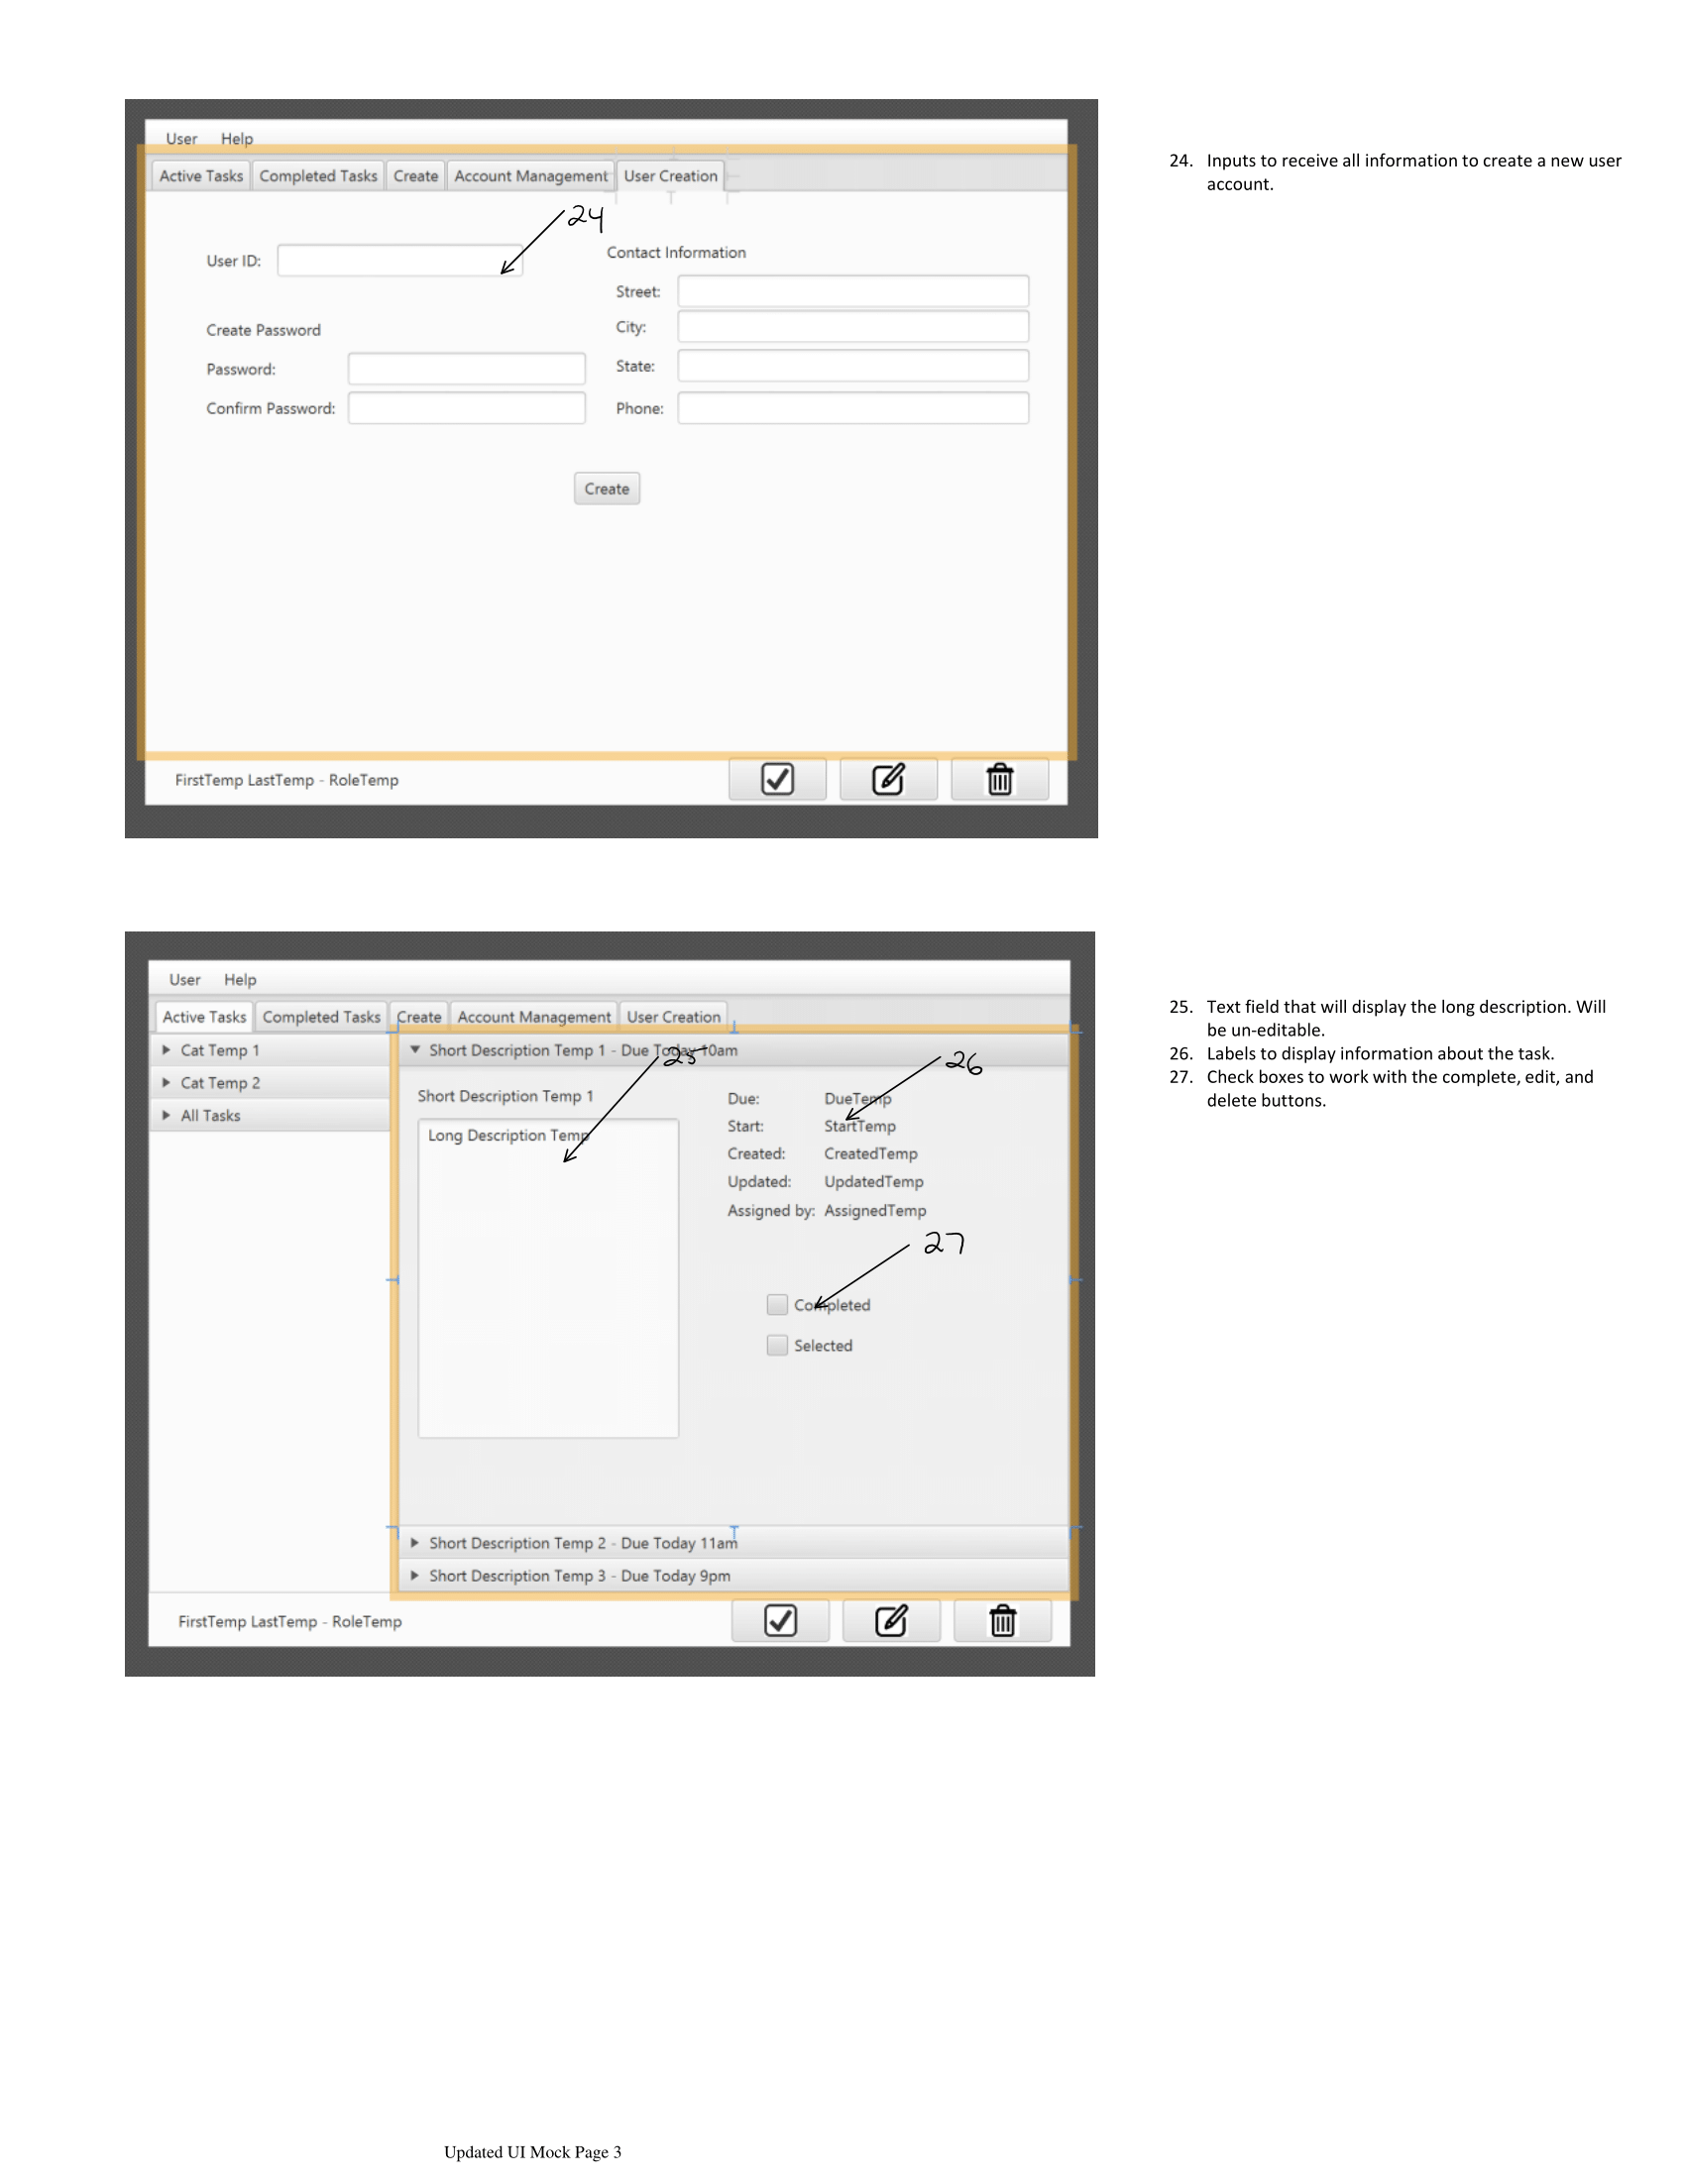 User Help
Active Tasks Completed Tasks Create Account Management User Creation
24
User ID:
Create Password
Password:
Confirm Password:
Contact Information
Street:
City:
State:
Phone:
Create
FirstTemp LastTemp - RoleTemp
24. Inputs to receive all information to create a new user
account.
User Help
Active Tasks Completed Tasks Create Account Management User Creation
Cat Temp 1
Cat Temp 2
All Tasks
Short Description Temp 1 - Due Today 10am
25
26
Short Description Temp 1
Long Description Temp
Due: DueTemp
Start: StartTemp
Created: CreatedTemp
Updated: UpdatedTemp
Assigned by: AssignedTemp
27
Completed
Selected
Short Description Temp 2 - Due Today 11am
Short Description Temp 3 - Due Today 9pm
FirstTemp LastTemp - RoleTemp
25. Text field that will display the long description. Will
be un-editable.
26. Labels to display information about the task.
27. Check boxes to work with the complete, edit, and
delete buttons.
Updated UI Mock Page 3